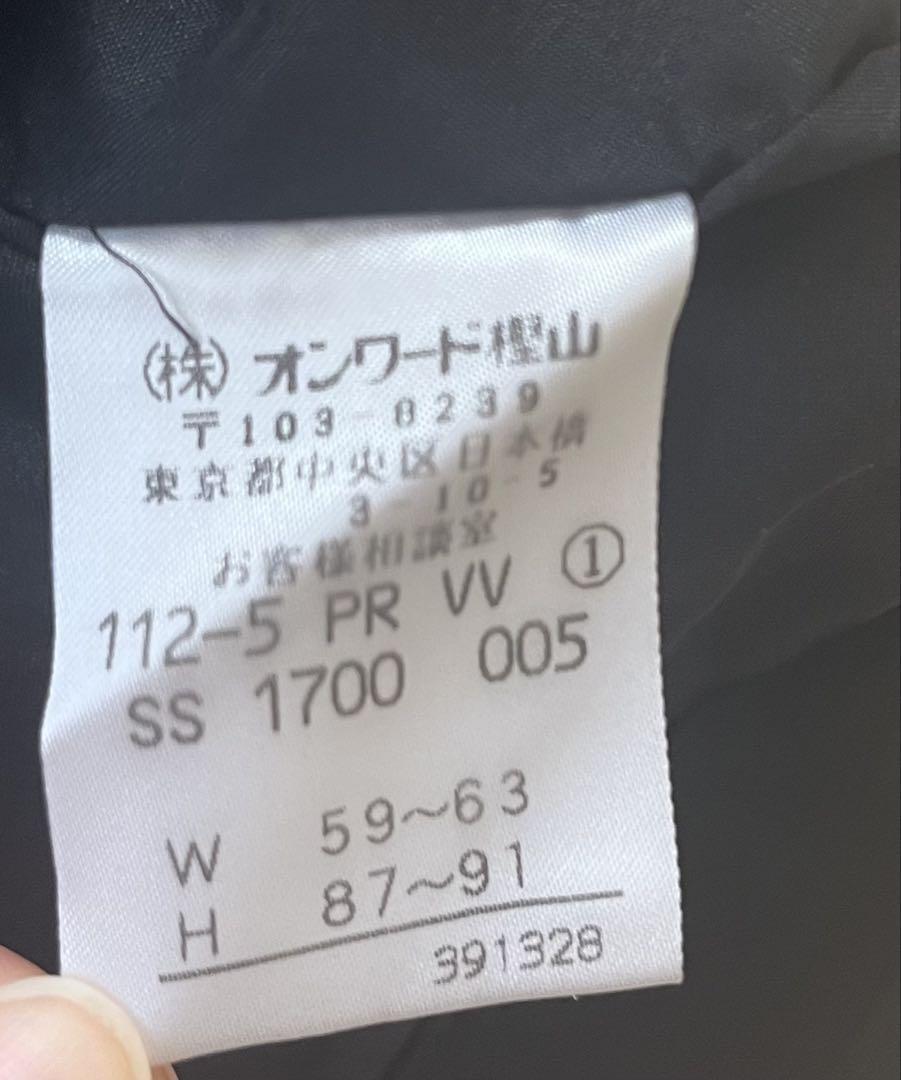 (株) オンワード樫山
〒103-8239
東京都中央区日本橋
3-10-5
お客様相談室
112-5 PR VV ①
SS 1700 005
W 59~63
H 87~91
391328